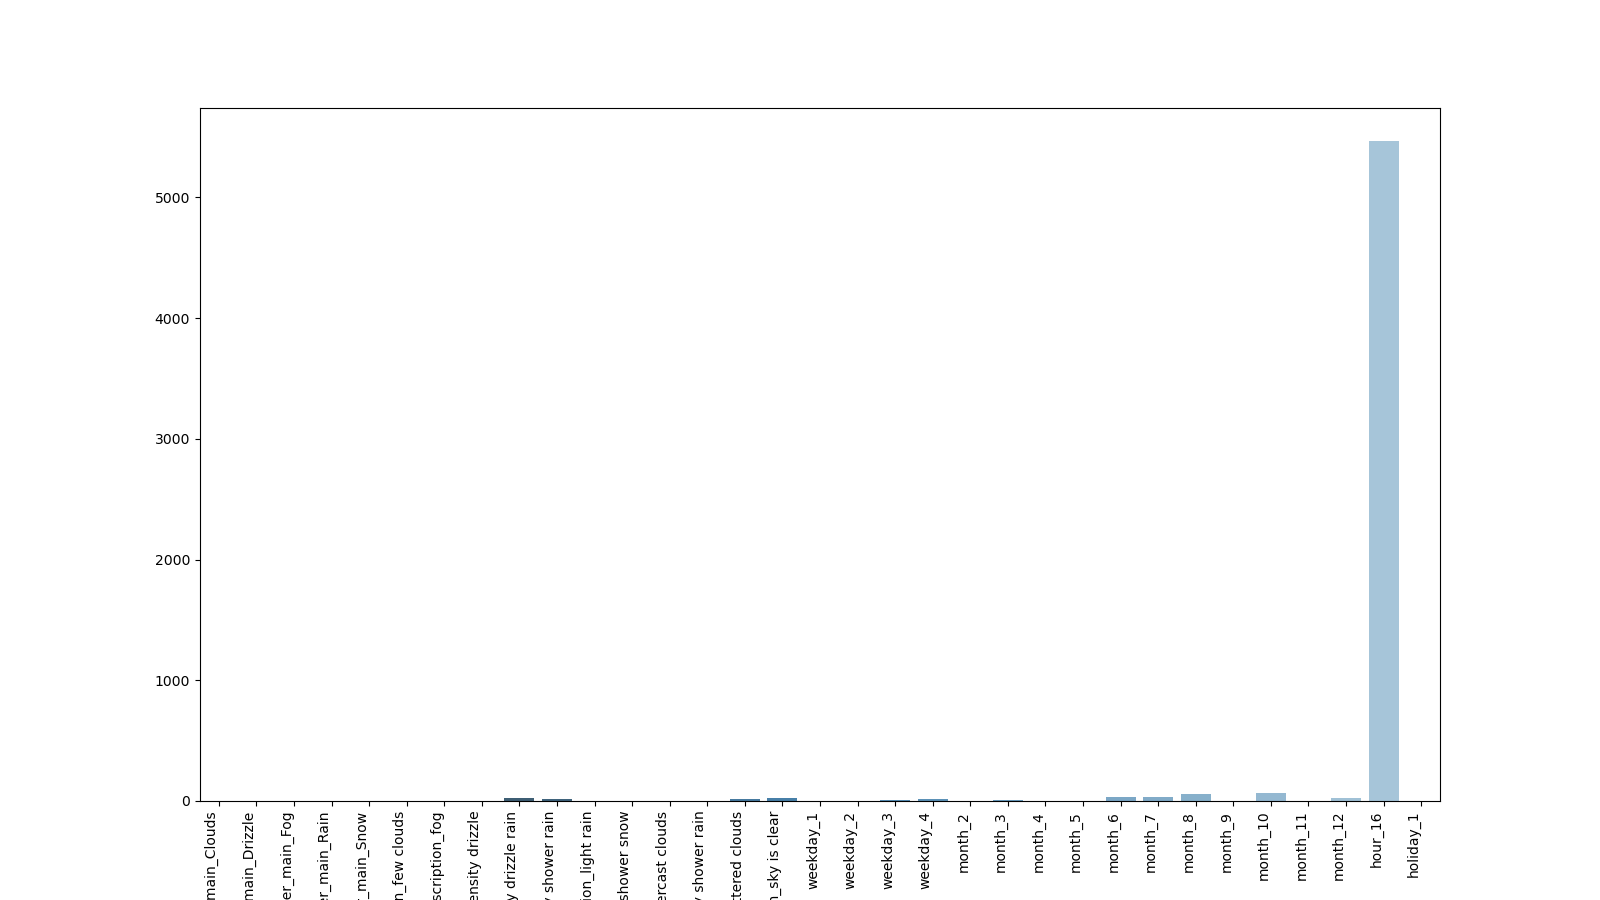 5000
4000
3000
2000
1000
0
main_Clouds
main_Drizzle
er_main_Fog
er_main_Rain
r_main_Snow
n_few clouds
scription_fog
ensity drizzle
y drizzle rain
y shower rain
ion_light rain
shower snow
ercast clouds
y shower rain
ttered clouds
n_sky is clear
weekday_1
weekday_2
weekday_3
weekday_4
month_2
month_3
month_4
month_5
month_6
month_7
month_8
month_9
month_10
month_11
month_12
hour_16
holiday_1